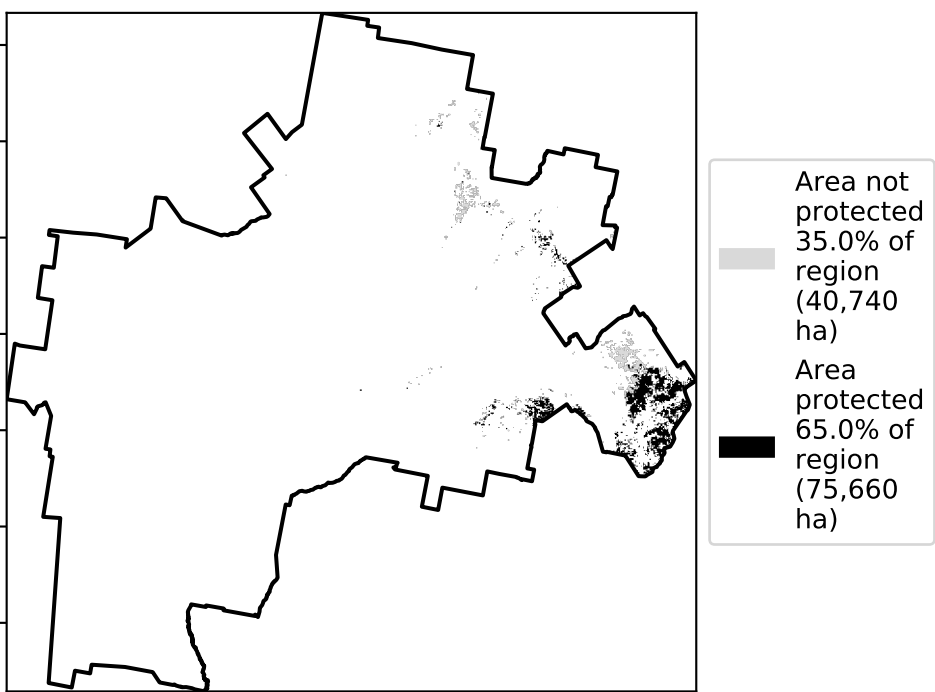 Area not
protected
35.0% of
region
(40,740
ha)
Area
protected
65.0% of
region
(75,660
ha)